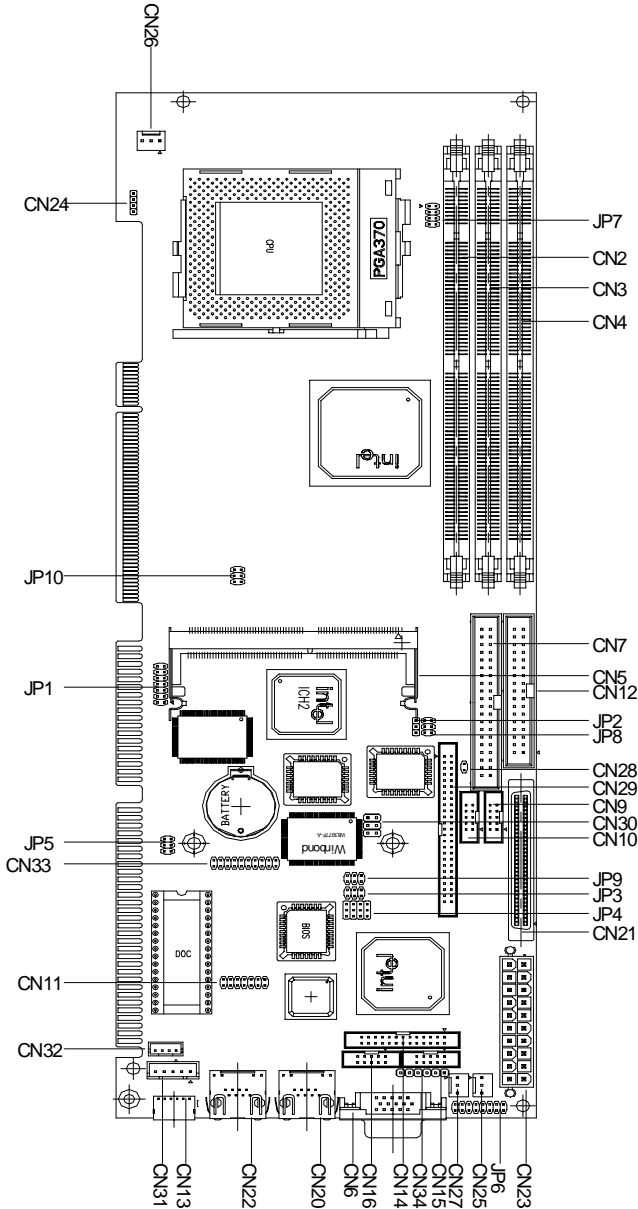 CN26
CN24
CPU
PGA370
JP7
CN2
CN3
CN4
intel
JP10
JP1
intel
ICH2
CN7
CN5
CN12
JP2
JP8
CN28
CN29
CN9
CN30
CN10
BATTERY
Winbond
W83977F-A
JP5
CN33
JP9
JP3
JP4
CN21
DOC
BIOS
intel
CN11
CN32
CN31
CN13
CN22
CN20
CN6
CN16
CN14
CN34
CN15
CN27
CN25
JP6
CN23